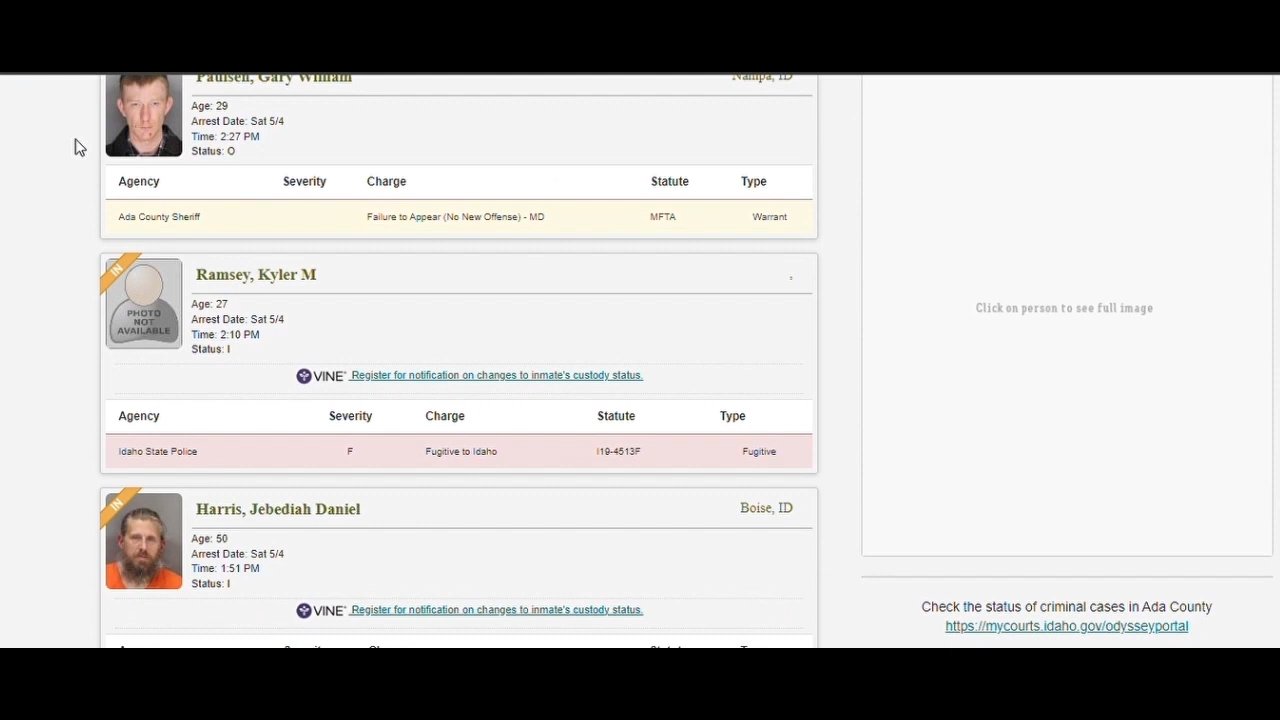 Paulsen, Gary William
Nampa, ID
Age: 29
Arrest Date: Sat 5/4
Time: 2:27 PM
Status: O
Agency Severity Charge Statute Type
Ada County Sheriff Failure to Appear (No New Offense) - MD MFTA Warrant
IN
PHOTO
NOT
AVAILABLE
Ramsey, Kyler M ,
Age: 27
Arrest Date: Sat 5/4
Time: 2:10 PM
Status: I
VINE Register for notification on changes to inmate's custody status.
Agency Severity Charge Statute Type
Idaho State Police F Fugitive to Idaho I19-4513F Fugitive
IN
Harris, Jebediah Daniel Boise, ID
Age: 50
Arrest Date: Sat 5/4
Time: 1:51 PM
Status: I
VINE Register for notification on changes to inmate's custody status.
Click on person to see full image
Check the status of criminal cases in Ada County
https://mycourts.idaho.gov/odysseyportal